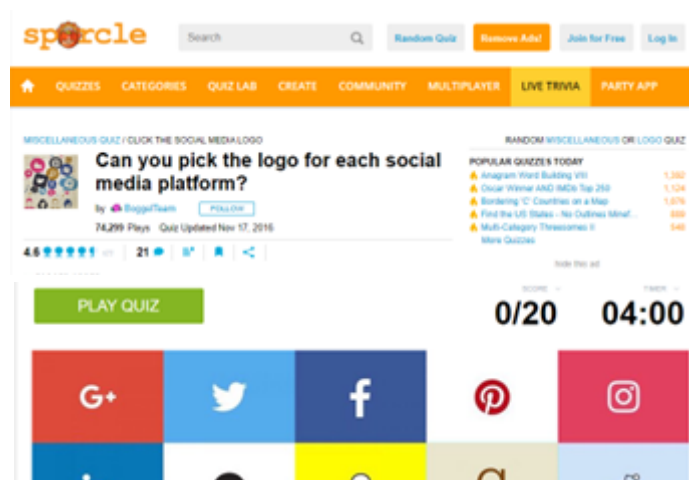 sporcle
Search
Random Quiz
Remove Ads!
Join for Free
Log In
QUIZZES CATEGORIES QUIZ LAB CREATE COMMUNITY MULTIPLAYER LIVE TRIVIA PARTY APP
MISCELLANEOUS QUIZ / CLICK THE SOCIAL MEDIA LOGO
RANDOM MISCELLANEOUS OR LOGO QUIZ
Can you pick the logo for each social
media platform?
by BoggelTeam FOLLOW
74,299 Plays Quiz Updated Nov 17, 2016
4.6
21
POPULAR QUIZZES TODAY
Anagram Word Building VIII
Oscar Winner AND IMDb Top 250 1,124
Bordering 'C' Countries on a Map
Find the US States - No Outlines Minef...
Multi-Category Threesomes II
More Quizzes
hide this ad
PLAY QUIZ
SCORE
0/20
TIMER
04:00
G+
f